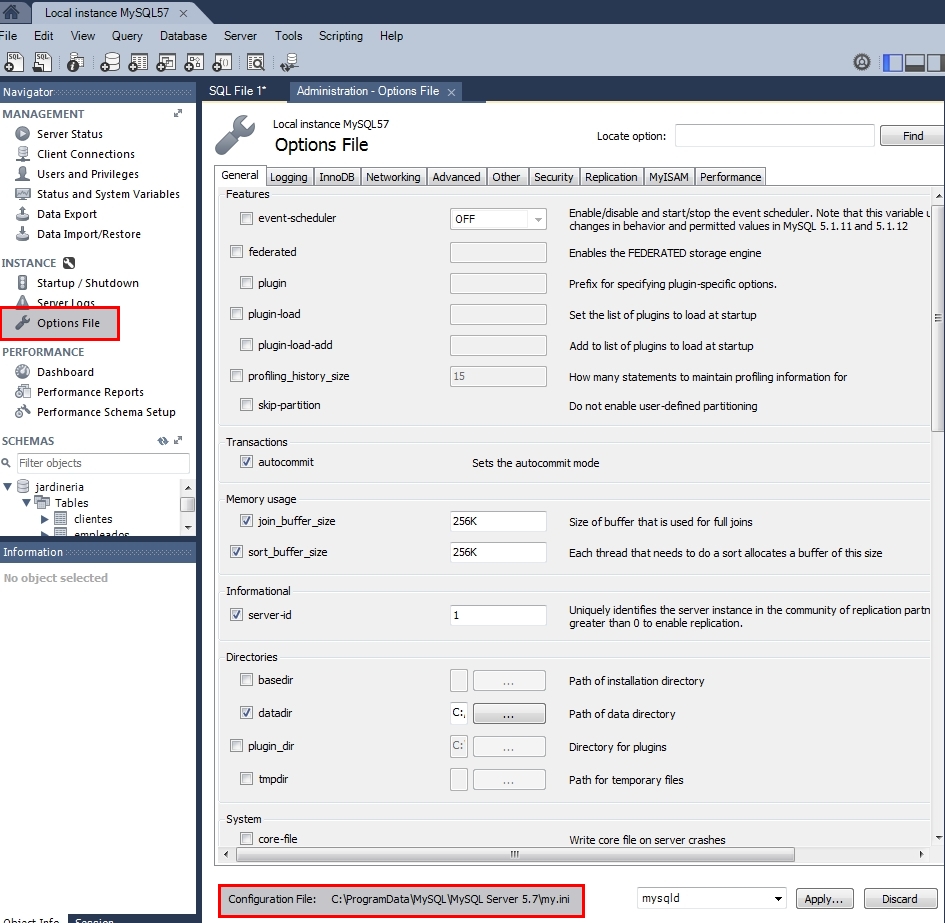 Local instance MySQL57
File Edit View Query Database Server Tools Scripting Help
Navigator
MANAGEMENT
Server Status
Client Connections
Users and Privileges
Status and System Variables
Data Export
Data Import/Restore
INSTANCE
Startup / Shutdown
Server Logs
Options File
PERFORMANCE
Dashboard
Performance Reports
Performance Schema Setup
SCHEMAS
Filter objects
jardineria
Tables
clientes
empleados
Information
No object selected
Object Info Session
SQL File 1*
Administration - Options File
Local instance MySQL57
Options File
Locate option:
Find
General Logging InnoDB Networking Advanced Other Security Replication MyISAM Performance
Features
event-scheduler OFF Enable/disable and start/stop the event scheduler. Note that this variable u
changes in behavior and permitted values in MySQL 5.1.11 and 5.1.12
federated Enables the FEDERATED storage engine
plugin Prefix for specifying plugin-specific options.
plugin-load Set the list of plugins to load at startup
plugin-load-add Add to list of plugins to load at startup
profiling_history_size 15 How many statements to maintain profiling information for
skip-partition Do not enable user-defined partitioning
Transactions
autocommit Sets the autocommit mode
Memory usage
join_buffer_size 256K Size of buffer that is used for full joins
sort_buffer_size 256K Each thread that needs to do a sort allocates a buffer of this size
Informational
server-id 1 Uniquely identifies the server instance in the community of replication partn
greater than 0 to enable replication.
Directories
basedir ... Path of installation directory
datadir C: ... Path of data directory
plugin_dir C: ... Directory for plugins
tmpdir ... Path for temporary files
System
core-file Write core file on server crashes
Configuration File: C:\ProgramData\MySQL\MySQL Server 5.7\my.ini
mysqld
Apply...
Discard